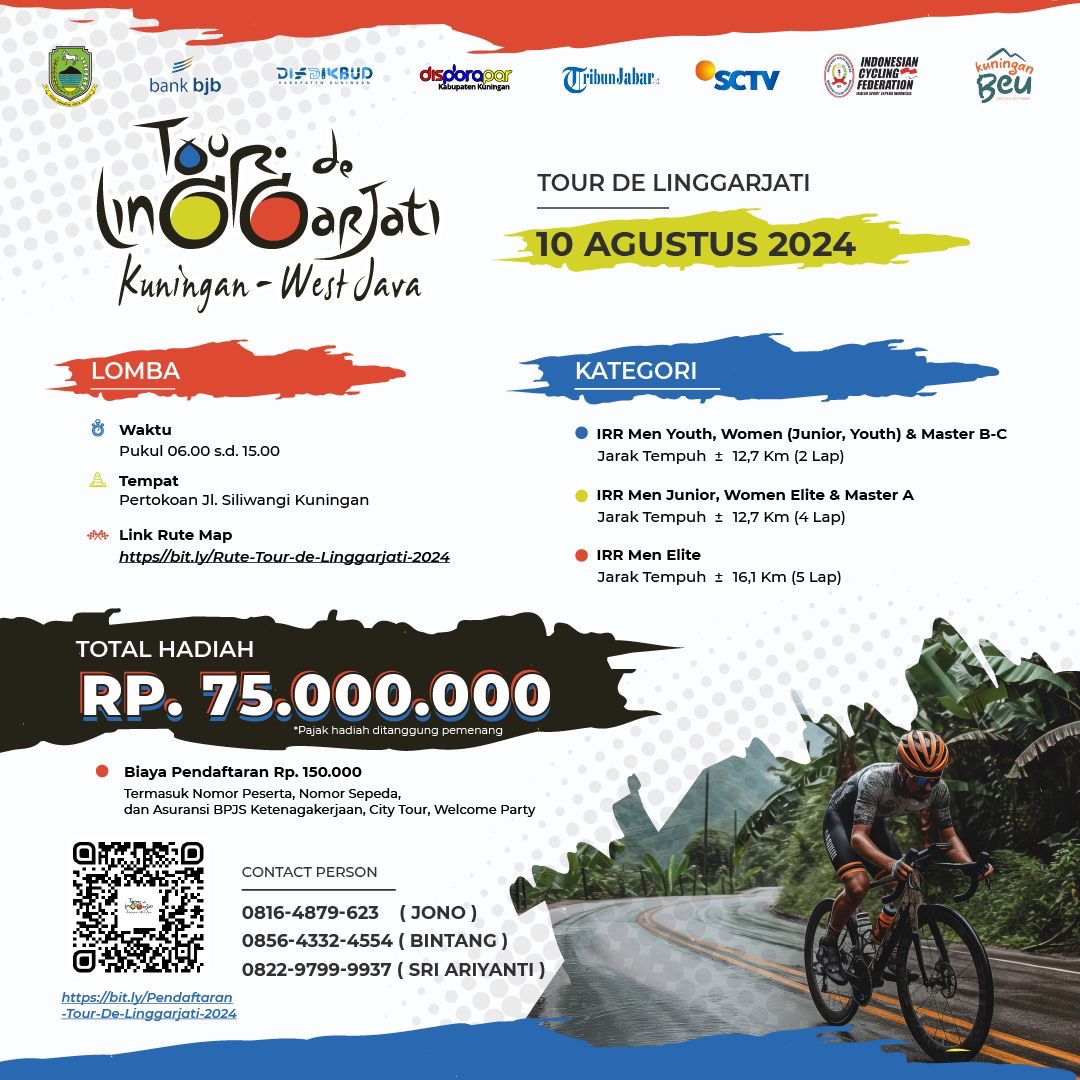 bank bjb
DISDIKBUD
KABUPATEN KUNINGAN
disporapar
Kabupaten Kuningan
TribunJabar.id
SCTV
INDONESIAN
CYCLING
FEDERATION
IKATAN SPORT SEPEDA INDONESIA
kuningan
Beu
Tour de
Linggarjati
Kuningan - West Java
TOUR DE LINGGARJATI
10 AGUSTUS 2024
LOMBA
Waktu
Pukul 06.00 s.d. 15.00
Tempat
Pertokoan Jl. Siliwangi Kuningan
Link Rute Map
https//bit.ly/Rute-Tour-de-Linggarjati-2024
KATEGORI
IRR Men Youth, Women (Junior, Youth) & Master B-C
Jarak Tempuh ± 12,7 Km (2 Lap)
IRR Men Junior, Women Elite & Master A
Jarak Tempuh ± 12,7 Km (4 Lap)
IRR Men Elite
Jarak Tempuh ± 16,1 Km (5 Lap)
TOTAL HADIAH
RP. 75.000.000
*Pajak hadiah ditanggung pemenang
Biaya Pendaftaran Rp. 150.000
Termasuk Nomor Peserta, Nomor Sepeda,
dan Asuransi BPJS Ketenagakerjaan, City Tour, Welcome Party
CONTACT PERSON
0816-4879-623 ( JONO )
0856-4332-4554 ( BINTANG )
0822-9799-9937 ( SRI ARIYANTI )
https://bit.ly/Pendaftaran
-Tour-De-Linggarjati-2024